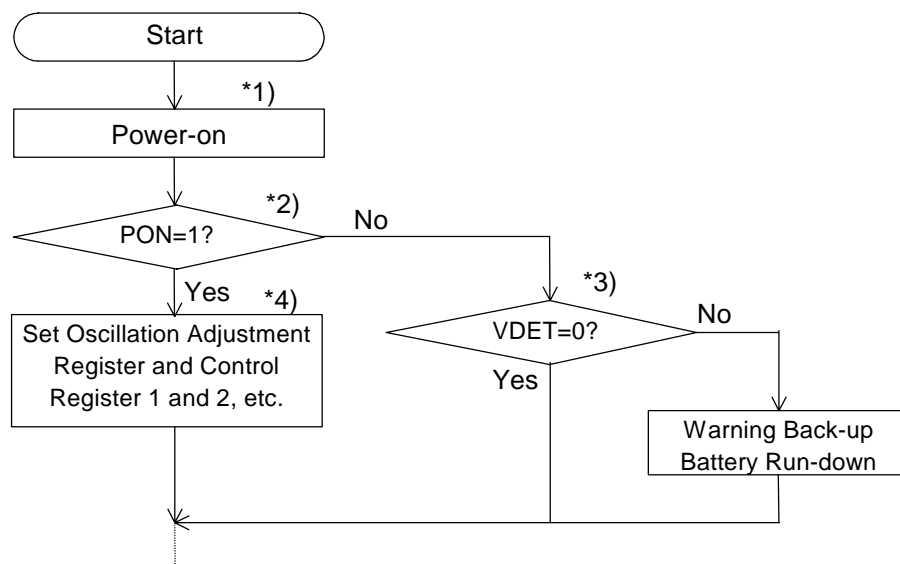 Start
*1)
Power-on
*2)
No
PON=1?
Yes
*4)
*3)
Set Oscillation Adjustment
Register and Control
Register 1 and 2, etc.
VDET=0?
No
Yes
Warning Back-up
Battery Run-down